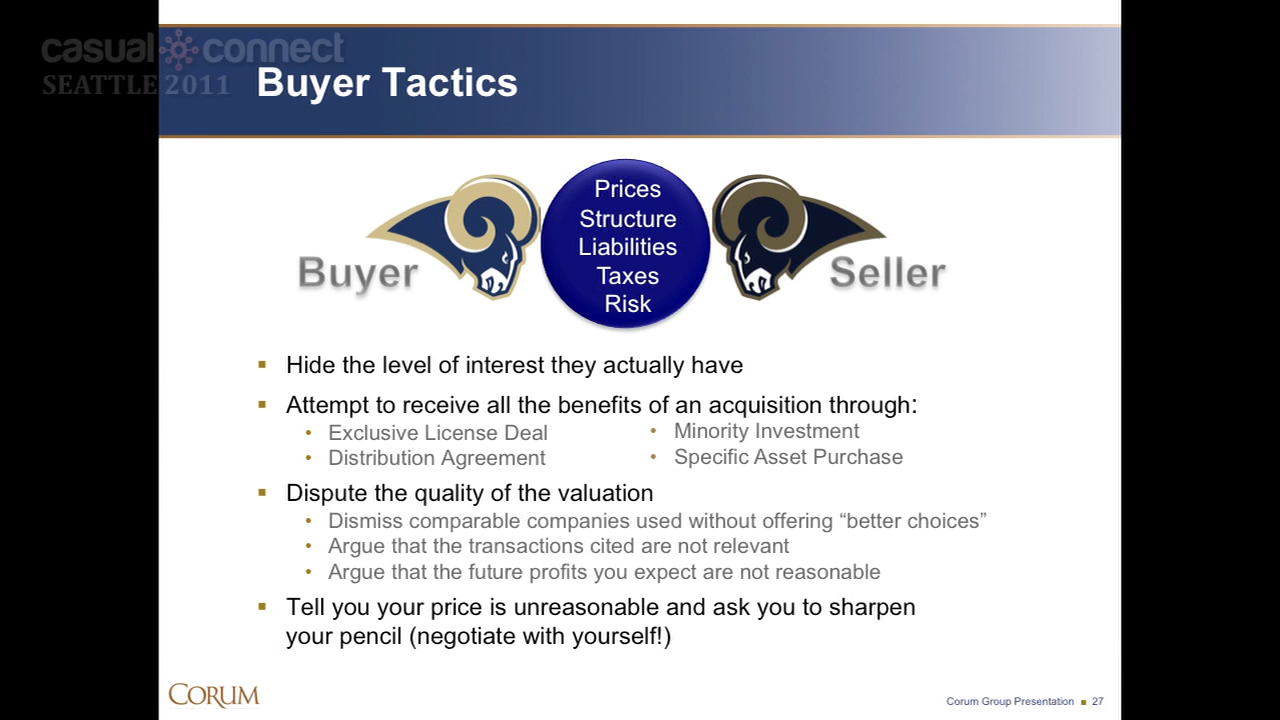 casual connect
SEATTLE 2011
Buyer Tactics
Prices
Structure
Liabilities
Taxes
Risk
Buyer
Seller
▪ Hide the level of interest they actually have
▪ Attempt to receive all the benefits of an acquisition through:
• Exclusive License Deal
• Distribution Agreement
• Minority Investment
• Specific Asset Purchase
▪ Dispute the quality of the valuation
• Dismiss comparable companies used without offering “better choices”
• Argue that the transactions cited are not relevant
• Argue that the future profits you expect are not reasonable
▪ Tell you your price is unreasonable and ask you to sharpen
your pencil (negotiate with yourself!)
CORUM
Corum Group Presentation ▪ 27